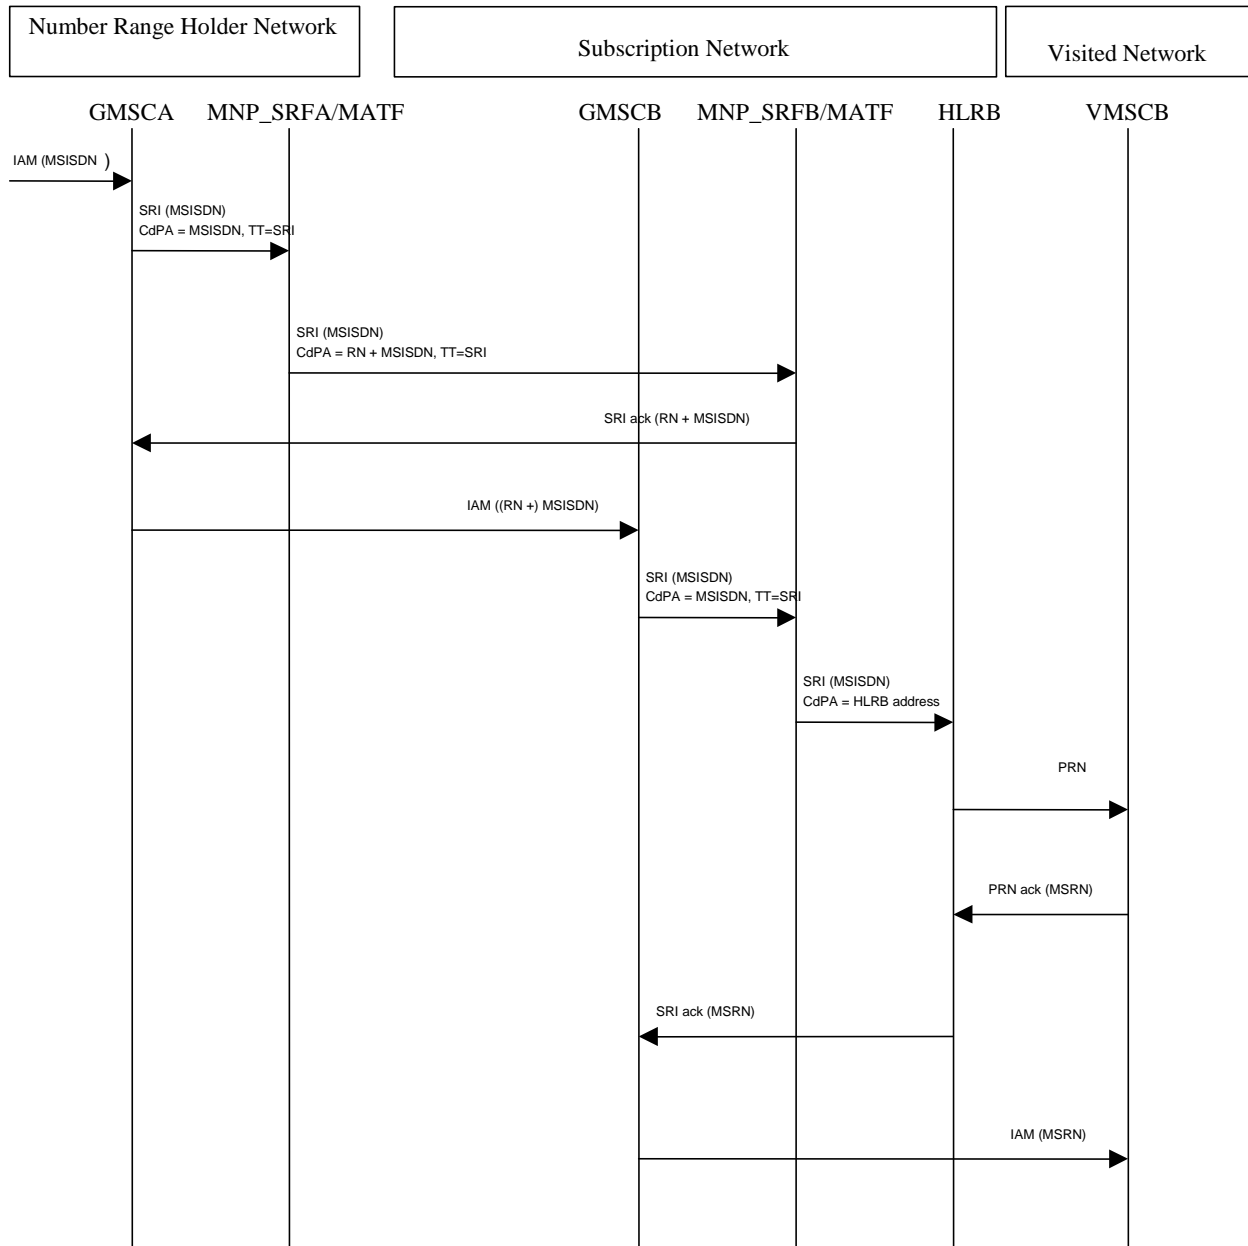 Number Range Holder Network
Subscription Network
Visited Network
GMSCA
MNP_SRFA/MATF
GMSCB
MNP_SRFB/MATF
HLRB
VMSCB
IAM (MSISDN )
SRI (MSISDN)
CdPA = MSISDN, TT=SRI
SRI (MSISDN)
CdPA = RN + MSISDN, TT=SRI
SRI ack (RN + MSISDN)
IAM ((RN +) MSISDN)
SRI (MSISDN)
CdPA = MSISDN, TT=SRI
SRI (MSISDN)
CdPA = HLRB address
PRN
PRN ack (MSRN)
SRI ack (MSRN)
IAM (MSRN)